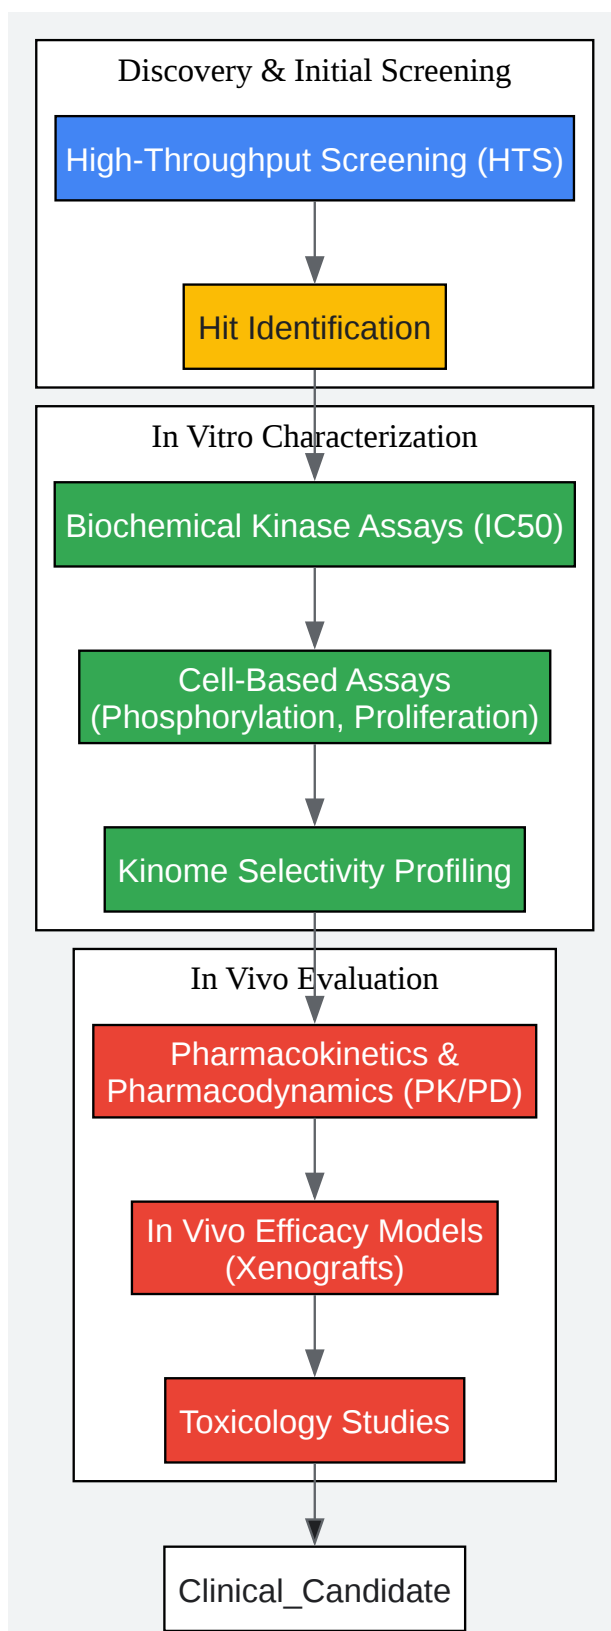 Discovery & Initial Screening
High-Throughput Screening (HTS)
Hit Identification
In Vitro Characterization
Biochemical Kinase Assays (IC50)
Cell-Based Assays
(Phosphorylation, Proliferation)
Kinome Selectivity Profiling
In Vivo Evaluation
Pharmacokinetics &
Pharmacodynamics (PK/PD)
In Vivo Efficacy Models
(Xenografts)
Toxicology Studies
Clinical_Candidate